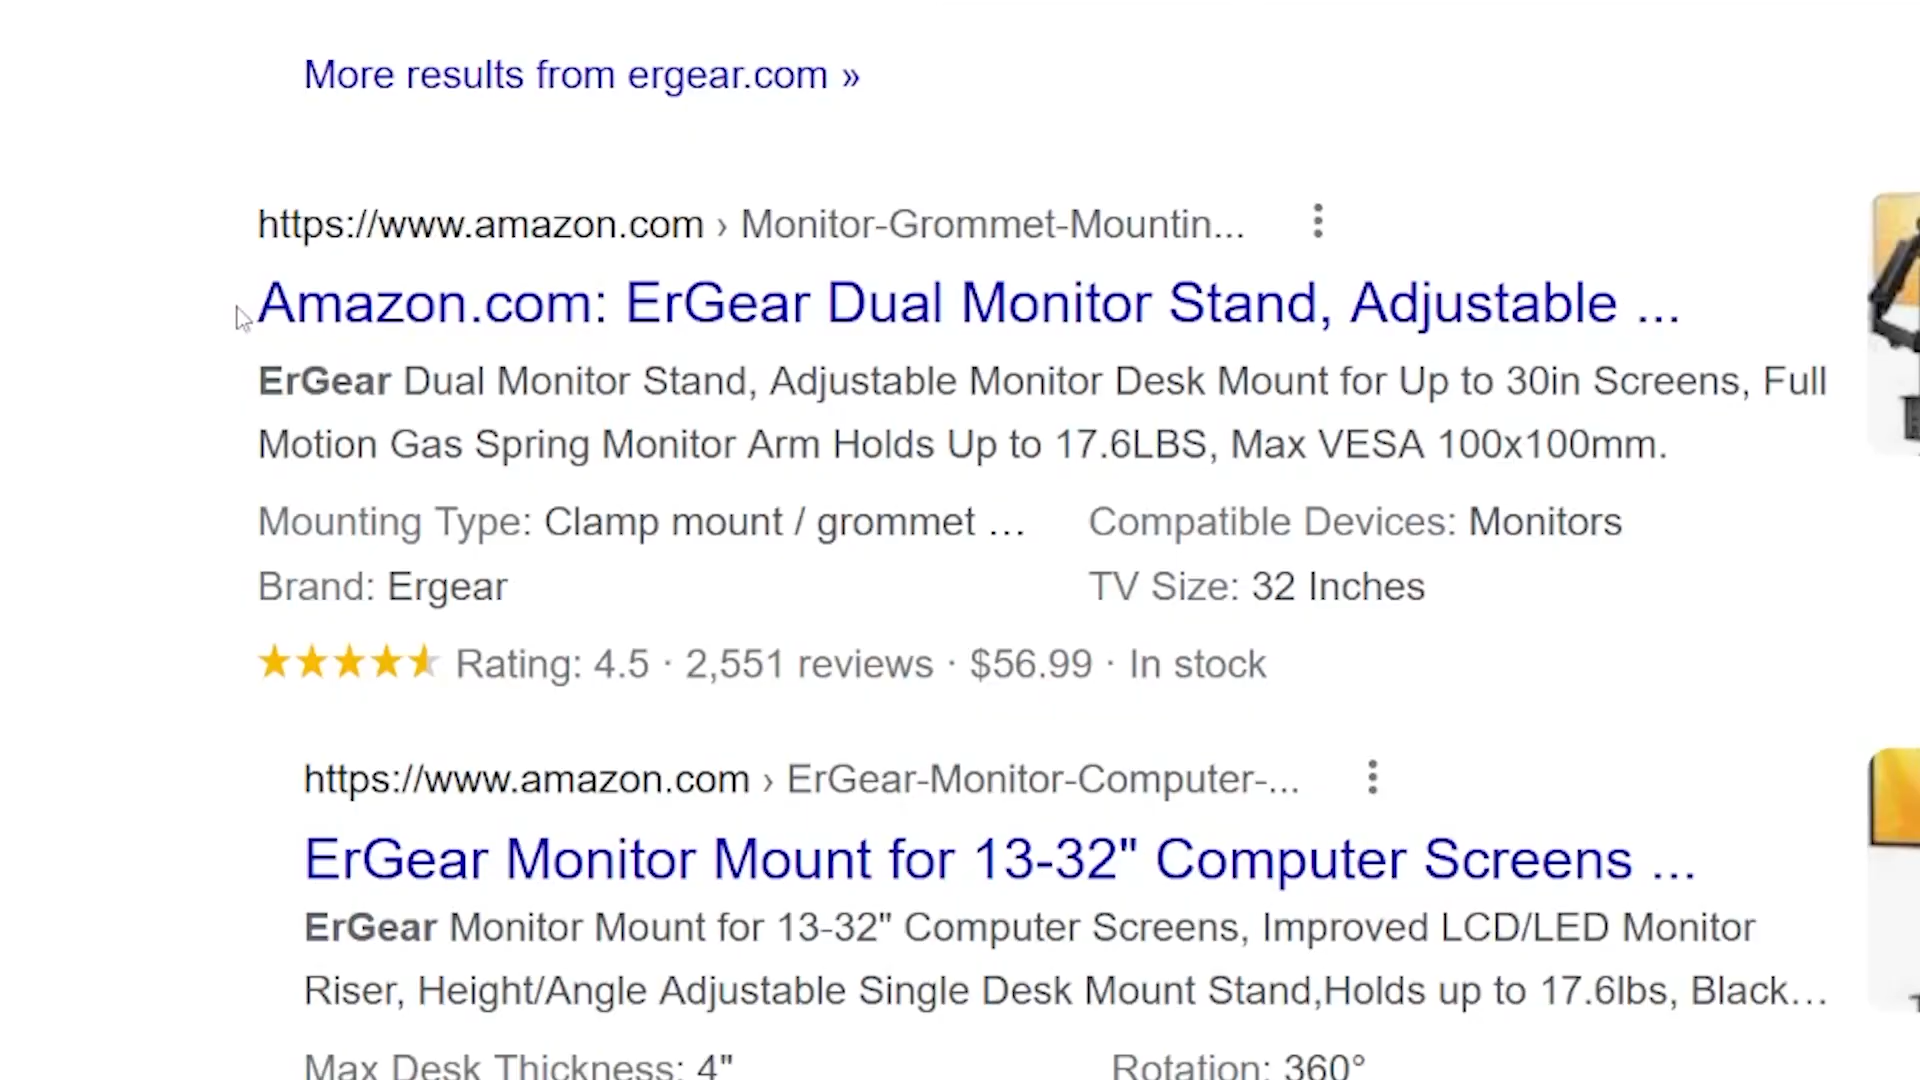 More results from ergear.com »
https://www.amazon.com › Monitor-Grommet-Mountin...
Amazon.com: ErGear Dual Monitor Stand, Adjustable ...
ErGear Dual Monitor Stand, Adjustable Monitor Desk Mount for Up to 30in Screens, Full
Motion Gas Spring Monitor Arm Holds Up to 17.6LBS, Max VESA 100x100mm.
Mounting Type: Clamp mount / grommet … Compatible Devices: Monitors
Brand: Ergear TV Size: 32 Inches
Rating: 4.5 · 2,551 reviews · $56.99 · In stock
https://www.amazon.com › ErGear-Monitor-Computer-...
ErGear Monitor Mount for 13-32" Computer Screens ...
ErGear Monitor Mount for 13-32" Computer Screens, Improved LCD/LED Monitor
Riser, Height/Angle Adjustable Single Desk Mount Stand,Holds up to 17.6lbs, Black…
Max Desk Thickness: 4" Rotation: 360°